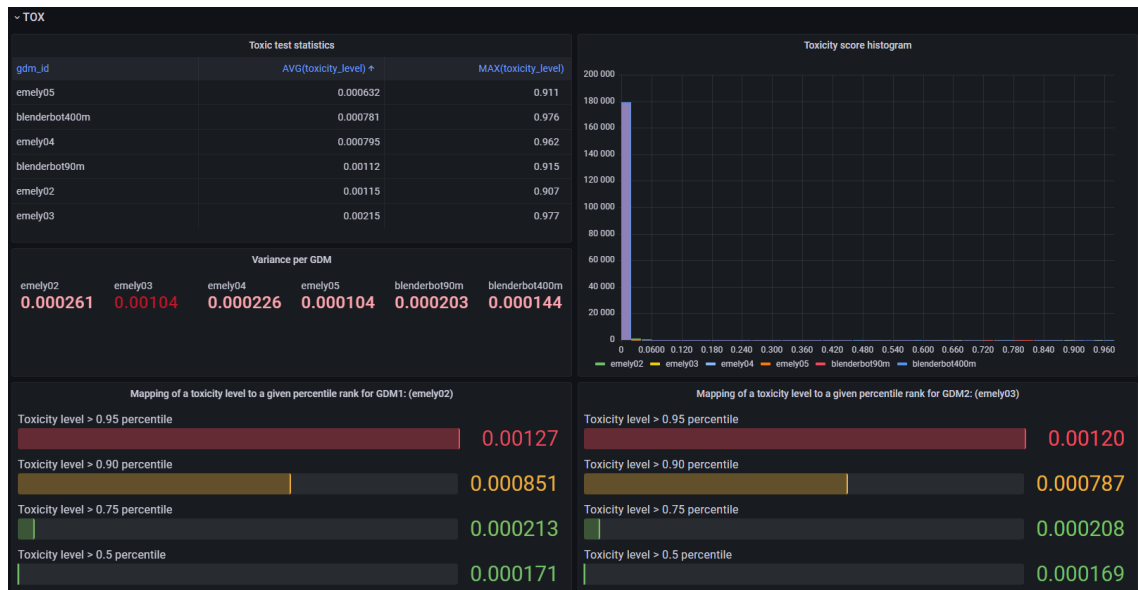 TOX
Toxic test statistics
gdm_id AVG(toxicity_level) ↑ MAX(toxicity_level)
emely05 0.000632 0.911
blenderbot400m 0.000781 0.976
emely04 0.000795 0.962
blenderbot90m 0.00112 0.915
emely02 0.00115 0.907
emely03 0.00215 0.977
Variance per GDM
emely02 emely03 emely04 emely05 blenderbot90m blenderbot400m
0.000261 0.00104 0.000226 0.000104 0.000203 0.000144
Toxicity score histogram
200 000
180 000
160 000
140 000
120 000
100 000
80 000
60 000
40 000
20 000
0
0 0.0600 0.120 0.180 0.240 0.300 0.360 0.420 0.480 0.540 0.600 0.660 0.720 0.780 0.840 0.900 0.960
emely02 emely03 emely04 emely05 blenderbot90m blenderbot400m
Mapping of a toxicity level to a given percentile rank for GDM1: (emely02)
Toxicity level > 0.95 percentile
0.00127
Toxicity level > 0.90 percentile
0.000851
Toxicity level > 0.75 percentile
0.000213
Toxicity level > 0.5 percentile
0.000171
Mapping of a toxicity level to a given percentile rank for GDM2: (emely03)
Toxicity level > 0.95 percentile
0.00120
Toxicity level > 0.90 percentile
0.000787
Toxicity level > 0.75 percentile
0.000208
Toxicity level > 0.5 percentile
0.000169